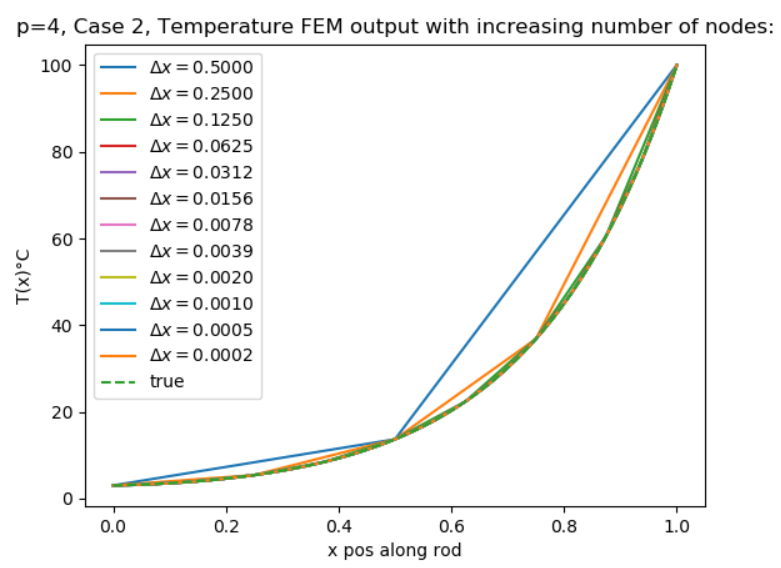 p=4, Case 2, Temperature FEM output with increasing number of nodes:
100
80
60
40
20
0
T(x)°C
Δx = 0.5000
Δx = 0.2500
Δx = 0.1250
Δx = 0.0625
Δx = 0.0312
Δx = 0.0156
Δx = 0.0078
Δx = 0.0039
Δx = 0.0020
Δx = 0.0010
Δx = 0.0005
Δx = 0.0002
true
0.0 0.2 0.4 0.6 0.8 1.0
x pos along rod